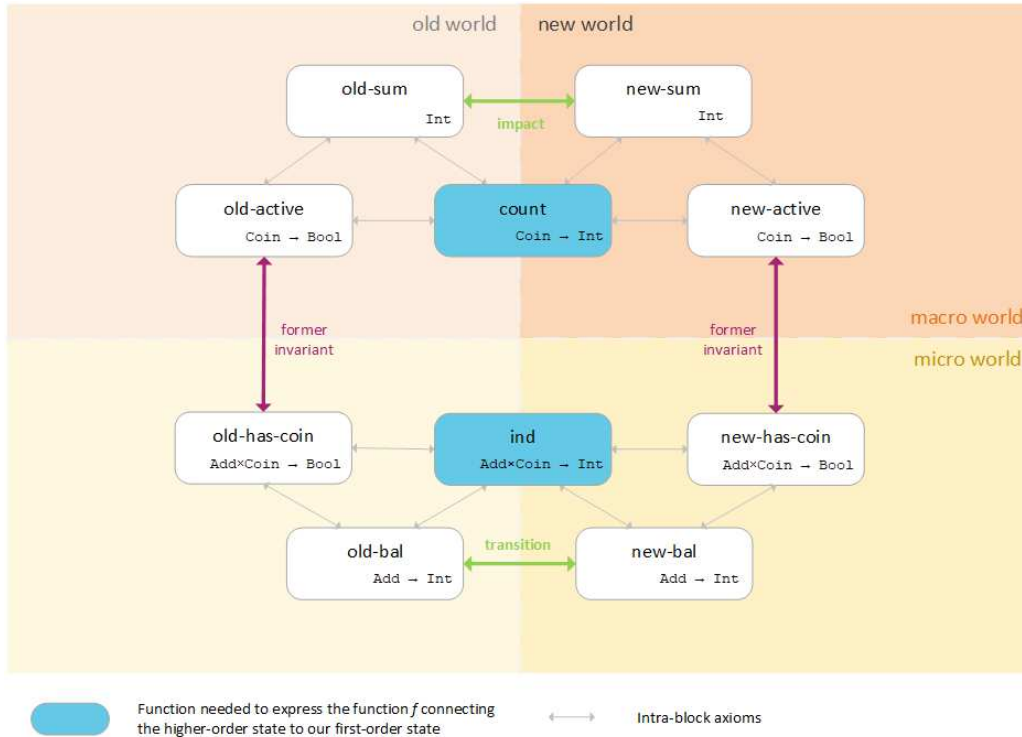 old world
new world
old-sum
Int
new-sum
Int
impact
old-active
Coin → Bool
count
Coin → Int
new-active
Coin → Bool
former
invariant
former
invariant
macro world
micro world
old-has-coin
Add×Coin → Bool
ind
Add×Coin → Int
new-has-coin
Add×Coin → Bool
old-bal
Add → Int
transition
new-bal
Add → Int
Function needed to express the function f connecting
the higher-order state to our first-order state
Intra-block axioms